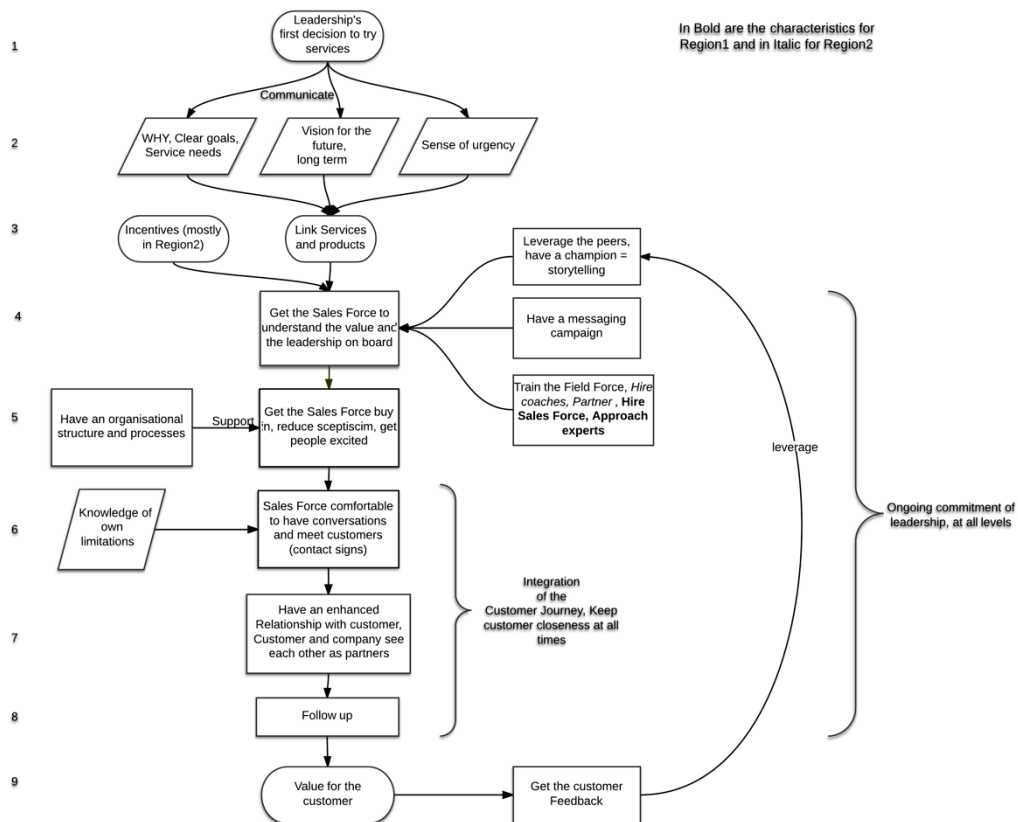 Leadership's
first decision to try
services
In Bold are the characteristics for
Region1 and in Italic for Region2
1
Communicate
2
WHY, Clear goals,
Service needs
Vision for the
future,
long term
Sense of urgency
3
Incentives (mostly
in Region2)
Link Services
and products
Leverage the peers,
have a champion =
storytelling
4
Get the Sales Force to
understand the value and
the leadership on board
Have a messaging
campaign
Train the Field Force, Hire
coaches, Partner , Hire
Sales Force, Approach
experts
5
Have an organisational
structure and processes
Support
Get the Sales Force buy
in, reduce sceptiscim, get
people excited
leverage
6
Knowledge of
own
limitations
Sales Force comfortable
to have conversations
and meet customers
(contact signs)
Ongoing commitment of
leadership, at all levels
Integration
of the
Customer Journey, Keep
customer closeness at all
times
7
Have an enhanced
Relationship with customer,
Customer and company see
each other as partners
8
Follow up
9
Value for the
customer
Get the customer
Feedback